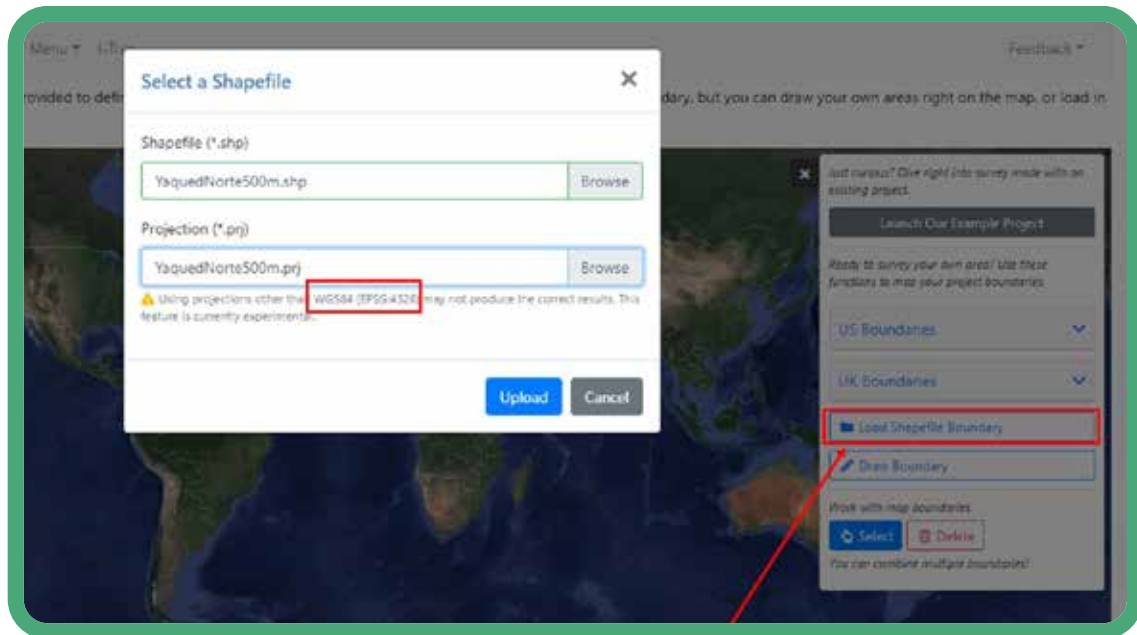 Menu
Feedback
Select a Shapefile
rovided to defin
dary, but you can draw your own areas right on the map, or load in
Shapefile (*.shp)
YaquedNorte500m.shp
Browse
Projection (*.prj)
YaquedNorte500m.prj
Browse
Using projections other than WGS84 (EPSG:4326) may not produce the correct results. This
feature is currently experimental.
Upload
Cancel
Just curious? Dive right into survey mode with an
existing project.
Launch Our Example Project
Ready to survey your own area? Use these
functions to map your project boundaries.
US Boundaries
UK Boundaries
Load Shapefile Boundary
Draw Boundary
Work with map boundaries
Select
Delete
You can combine multiple boundaries!